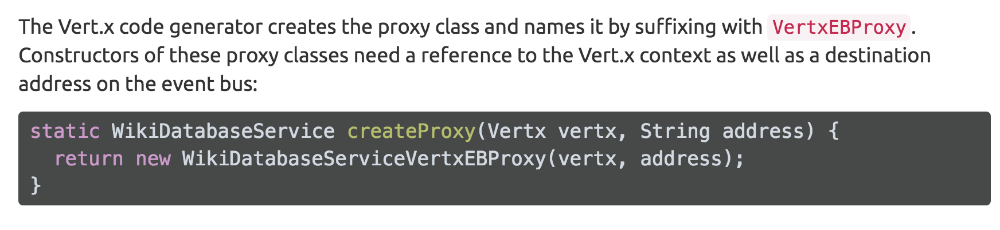 The Vert.x code generator creates the proxy class and names it by suffixing with VertxEBProxy.
Constructors of these proxy classes need a reference to the Vert.x context as well as a destination
address on the event bus:
static WikiDatabaseService createProxy(Vertx vertx, String address) {
  return new WikiDatabaseServiceVertxEBProxy(vertx, address);
}